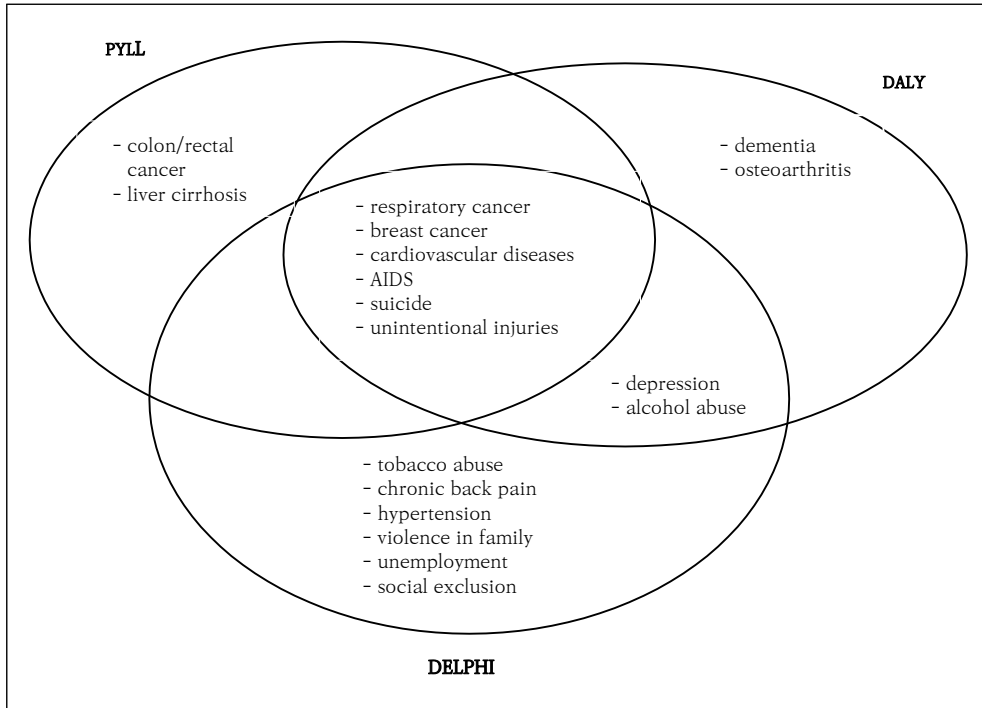 PYLL
DALY
- colon/rectal
cancer
- liver cirrhosis
- dementia
- osteoarthritis
- respiratory cancer
- breast cancer
- cardiovascular diseases
- AIDS
- suicide
- unintentional injuries
- depression
- alcohol abuse
- tobacco abuse
- chronic back pain
- hypertension
- violence in family
- unemployment
- social exclusion
DELPHI